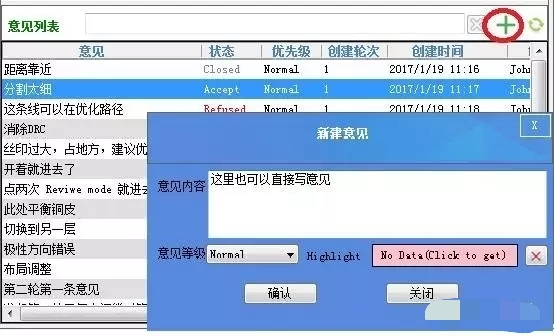 意见列表
意见 状态 优先级 创建轮次 创建时间
距离靠近 Closed Normal 1 2017/1/19 11:16 John
分割太细 Accept Normal 1 2017/1/19 11:17 John
这条线可以在优化路径 Refused Normal 1 2017/1/19 11:18 John
消除DRC
丝印过大，占地方，建议优
开着就进去了
点两次 Reviwe mode 就进去
此处平衡铜皮
切换到另一层
极性方向错误
布局调整
第二轮第一条意见
新建意见 X
意见内容 这里也可以直接写意见
意见等级 Normal Highlight No Data(Click to get)
确认 关闭